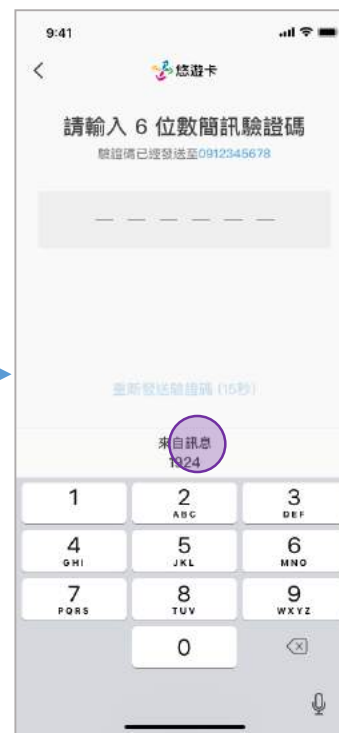 9:41
悠遊卡
請輸入 6 位數簡訊驗證碼
驗證碼已經發送至0912345678
重新發送驗證碼 (15秒)
來自訊息
1924
1 2 3
ABC DEF
4 5 6
GHI JKL MNO
7 8 9
PQRS TUV WXYZ
0